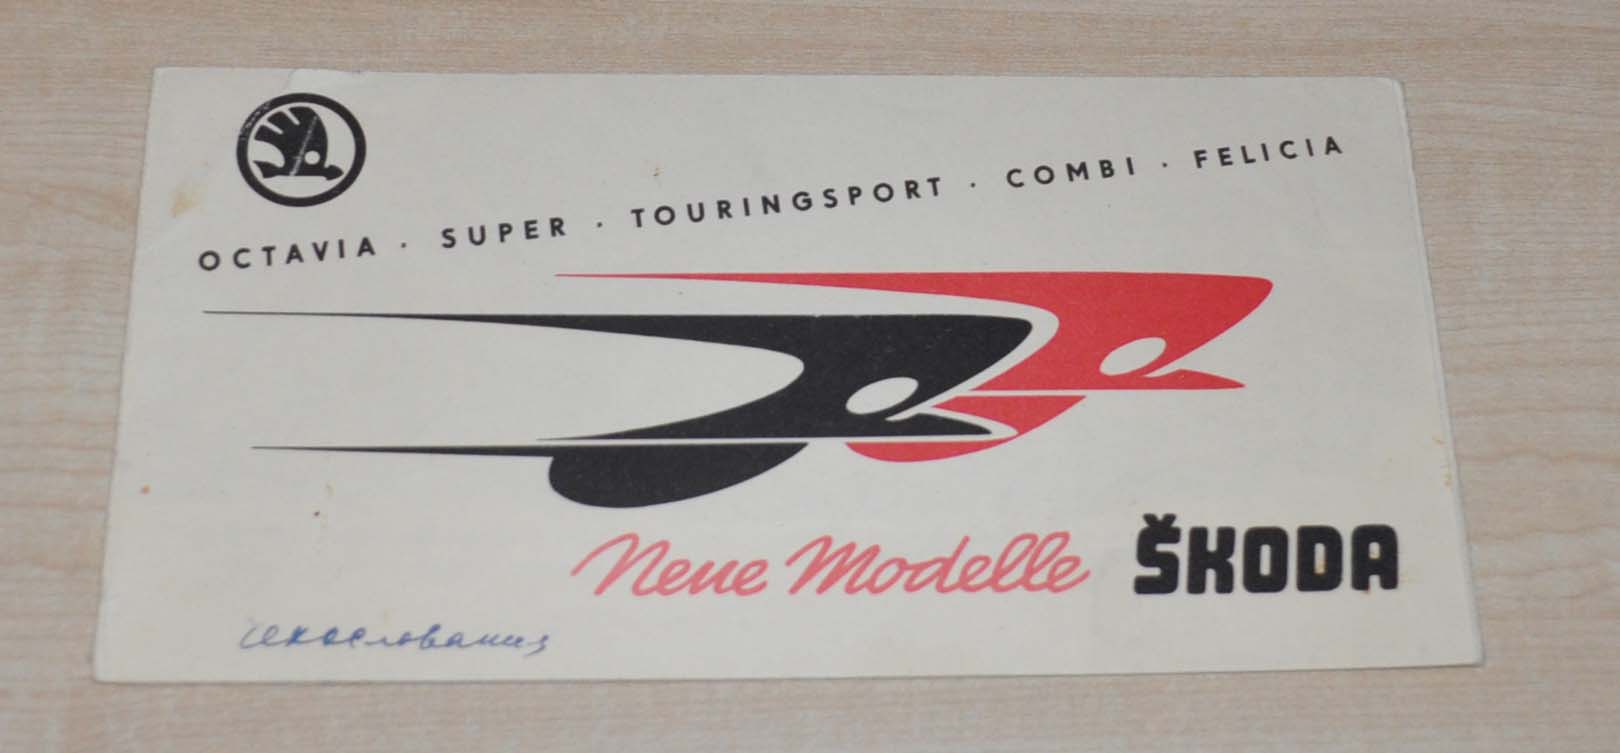 OCTAVIA · SUPER · TOURINGSPORT · COMBI · FELICIA
Neue Modelle ŠKODA